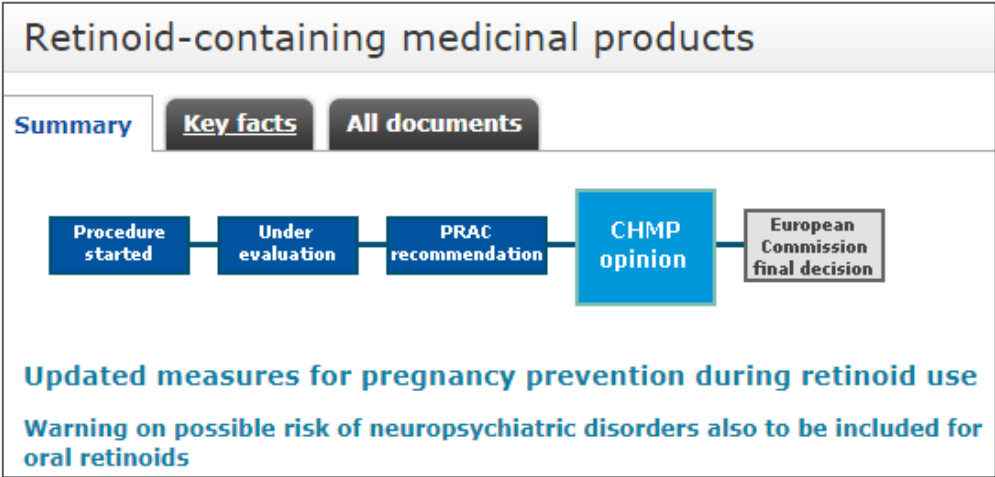 Retinoid-containing medicinal products
Summary
Key facts
All documents
Procedure
started
Under
evaluation
PRAC
recommendation
CHMP
opinion
European
Commission
final decision
Updated measures for pregnancy prevention during retinoid use
Warning on possible risk of neuropsychiatric disorders also to be included for
oral retinoids